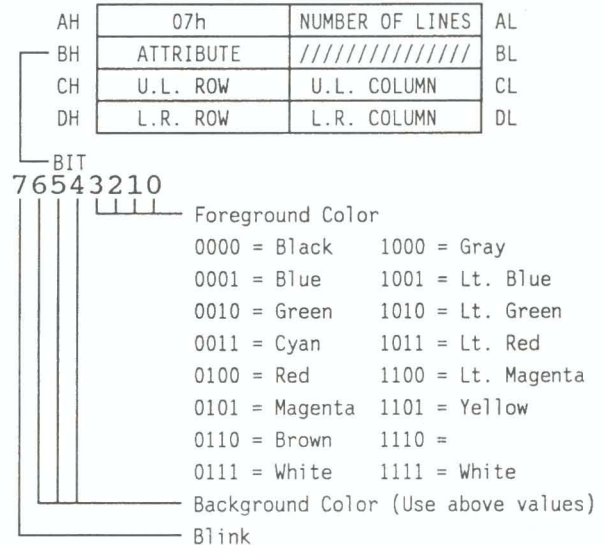 AH 07h NUMBER OF LINES AL
BH ATTRIBUTE /////////////// BL
CH U.L. ROW U.L. COLUMN CL
DH L.R. ROW L.R. COLUMN DL
BIT
76543210
Foreground Color
0000 = Black 1000 = Gray
0001 = Blue 1001 = Lt. Blue
0010 = Green 1010 = Lt. Green
0011 = Cyan 1011 = Lt. Red
0100 = Red 1100 = Lt. Magenta
0101 = Magenta 1101 = Yellow
0110 = Brown 1110 =
0111 = White 1111 = White
Background Color (Use above values)
Blink